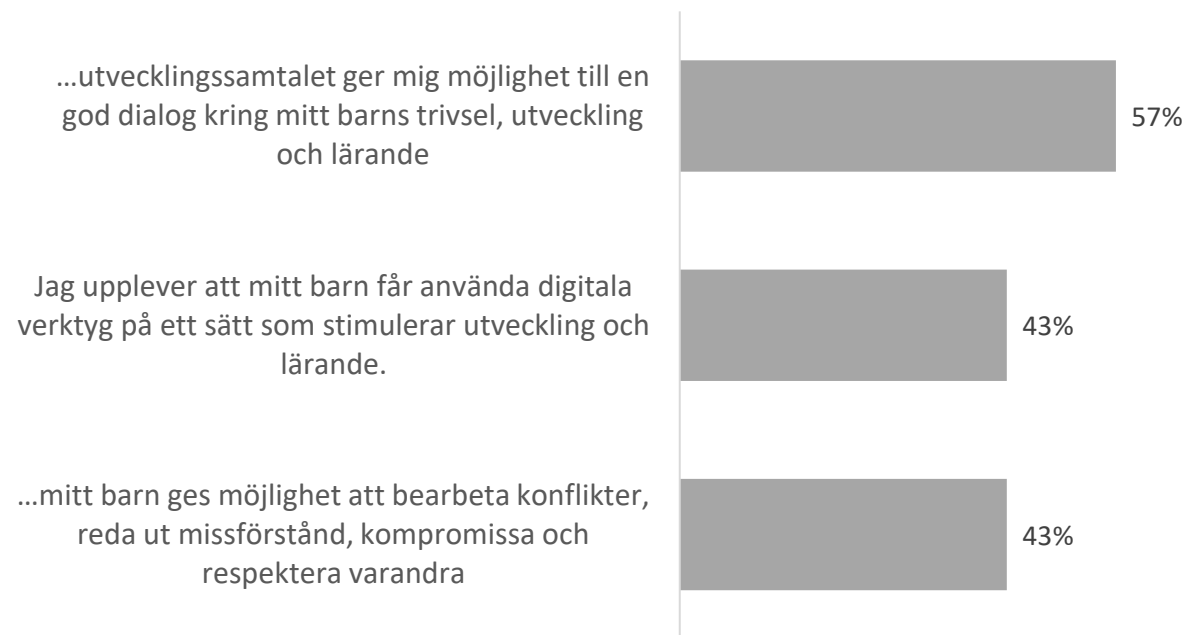 ...utvecklingssamtalet ger mig möjlighet till en
god dialog kring mitt barns trivsel, utveckling
och lärande
57%
Jag upplever att mitt barn får använda digitala
verktyg på ett sätt som stimulerar utveckling och
lärande.
43%
...mitt barn ges möjlighet att bearbeta konflikter,
reda ut missförstånd, kompromissa och
respektera varandra
43%